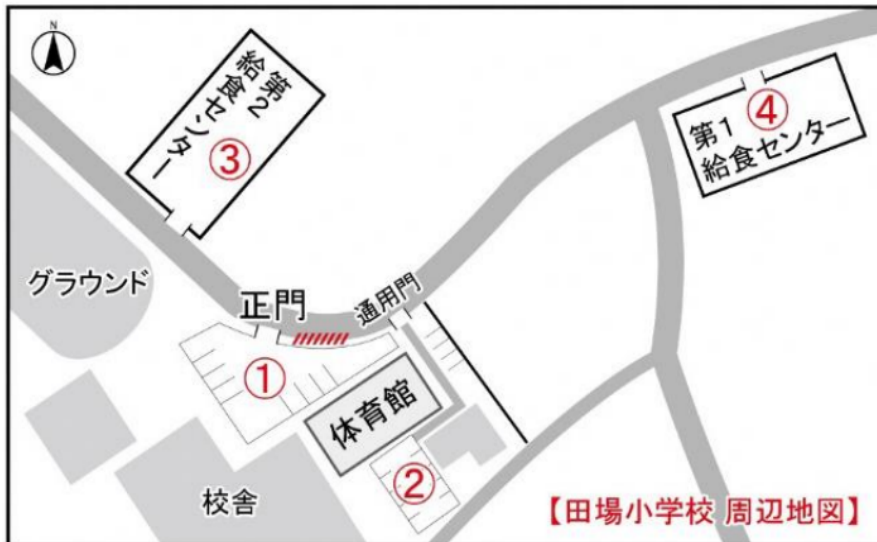 N
第2
給食センター
③
第1
給食センター
④
グラウンド
正門
通用門
①
体育館
②
校舎
【田場小学校 周辺地図】